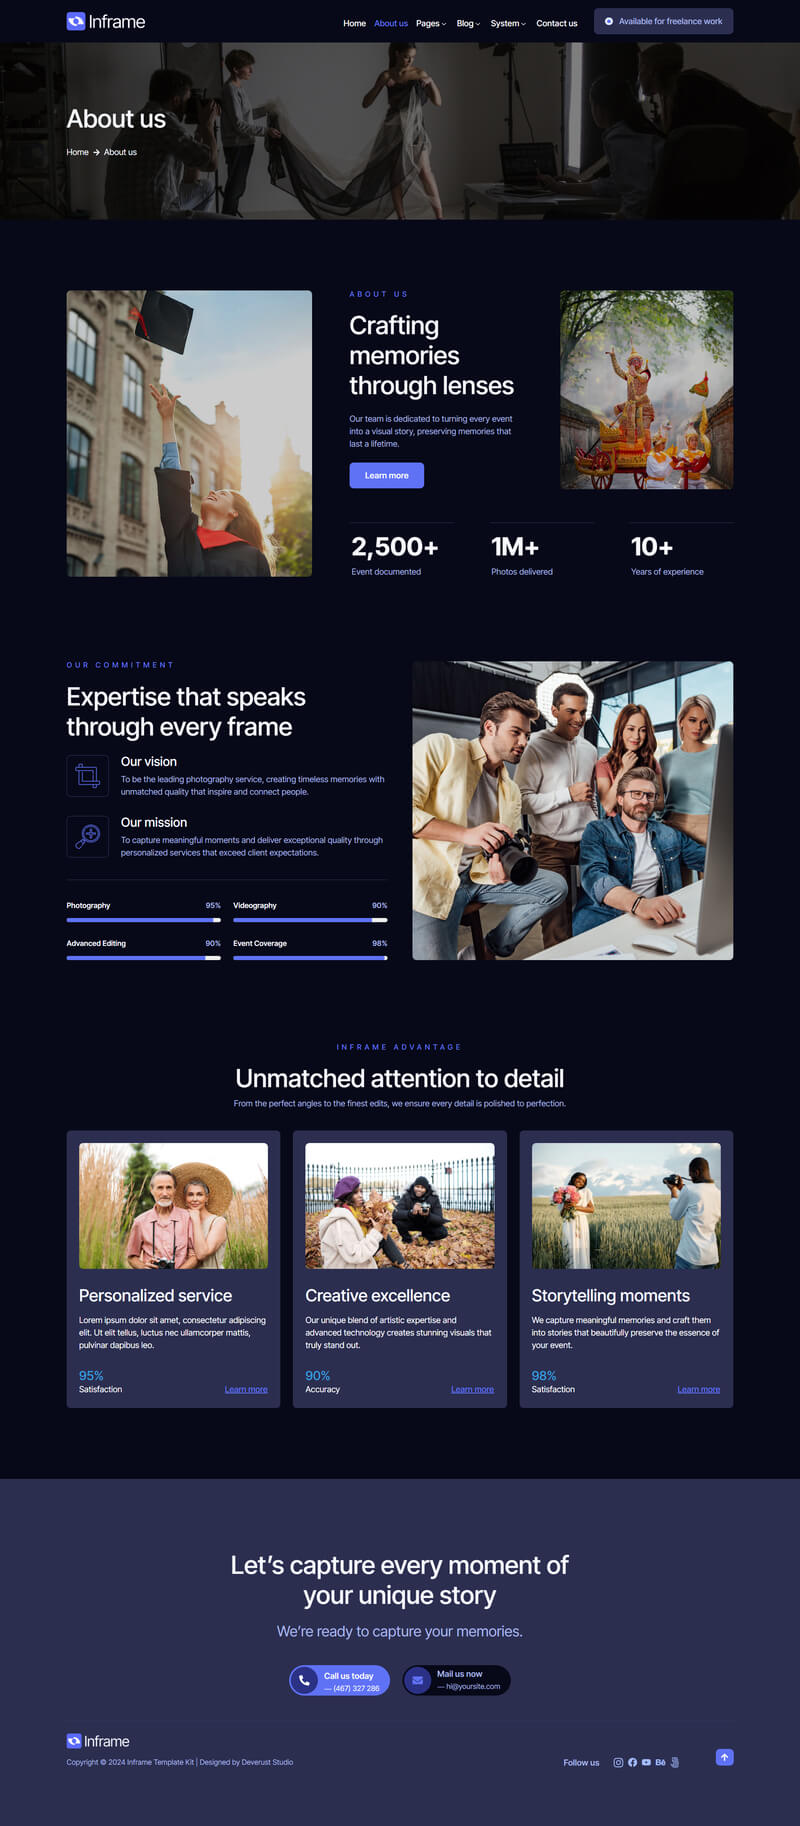 Inframe
Home About us Pages Blog System Contact us
Available for freelance work
About us
Home → About us
ABOUT US
Crafting
memories
through lenses
Our team is dedicated to turning every event
into a visual story, preserving memories that
last a lifetime.
Learn more
2,500+ 1M+ 10+
Event documented Photos delivered Years of experience
OUR COMMITMENT
Expertise that speaks
through every frame
Our vision
To be the leading photography service, creating timeless memories with
unmatched quality that inspire and connect people.
Our mission
To capture meaningful moments and deliver exceptional quality through
personalized services that exceed client expectations.
Photography 95% Videography 90%
Advanced Editing 90% Event Coverage 98%
INFRAME ADVANTAGE
Unmatched attention to detail
From the perfect angles to the finest edits, we ensure every detail is polished to perfection.
Personalized service
Lorem ipsum dolor sit amet, consectetur adipiscing
elit. Ut elit tellus, luctus nec ullamcorper mattis,
pulvinar dapibus leo.
95%
Satisfaction Learn more
Creative excellence
Our unique blend of artistic expertise and
advanced technology creates stunning visuals that
truly stand out.
90%
Accuracy Learn more
Storytelling moments
We capture meaningful memories and craft them
into stories that beautifully preserve the essence of
your event.
98%
Satisfaction Learn more
Let’s capture every moment of
your unique story
We’re ready to capture your memories.
Call us today
— (467) 327 286
Mail us now
— hi@yoursite.com
Inframe
Copyright © 2024 Inframe Template Kit | Designed by Deverust Studio
Follow us
Bē